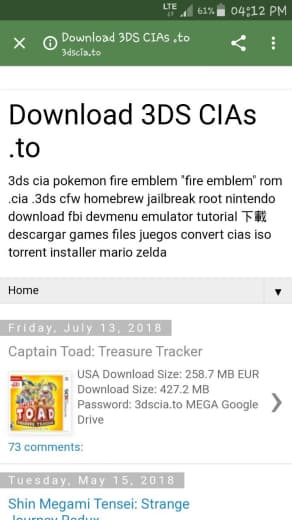 LTE 61% 04:12 PM
Download 3DS CIAs .to
3dscia.to
Download 3DS CIAs
.to
3ds cia pokemon fire emblem "fire emblem" rom
.cia .3ds cfw homebrew jailbreak root nintendo
download fbi devmenu emulator tutorial 下載
descargar games files juegos convert cias iso
torrent installer mario zelda
Home
Friday, July 13, 2018
Captain Toad: Treasure Tracker
USA Download Size: 258.7 MB EUR
Download Size: 427.2 MB
Password: 3dscia.to MEGA Google
Drive
TOAD
73 comments:
Tuesday, May 15, 2018
Shin Megami Tensei: Strange
Journey Redux